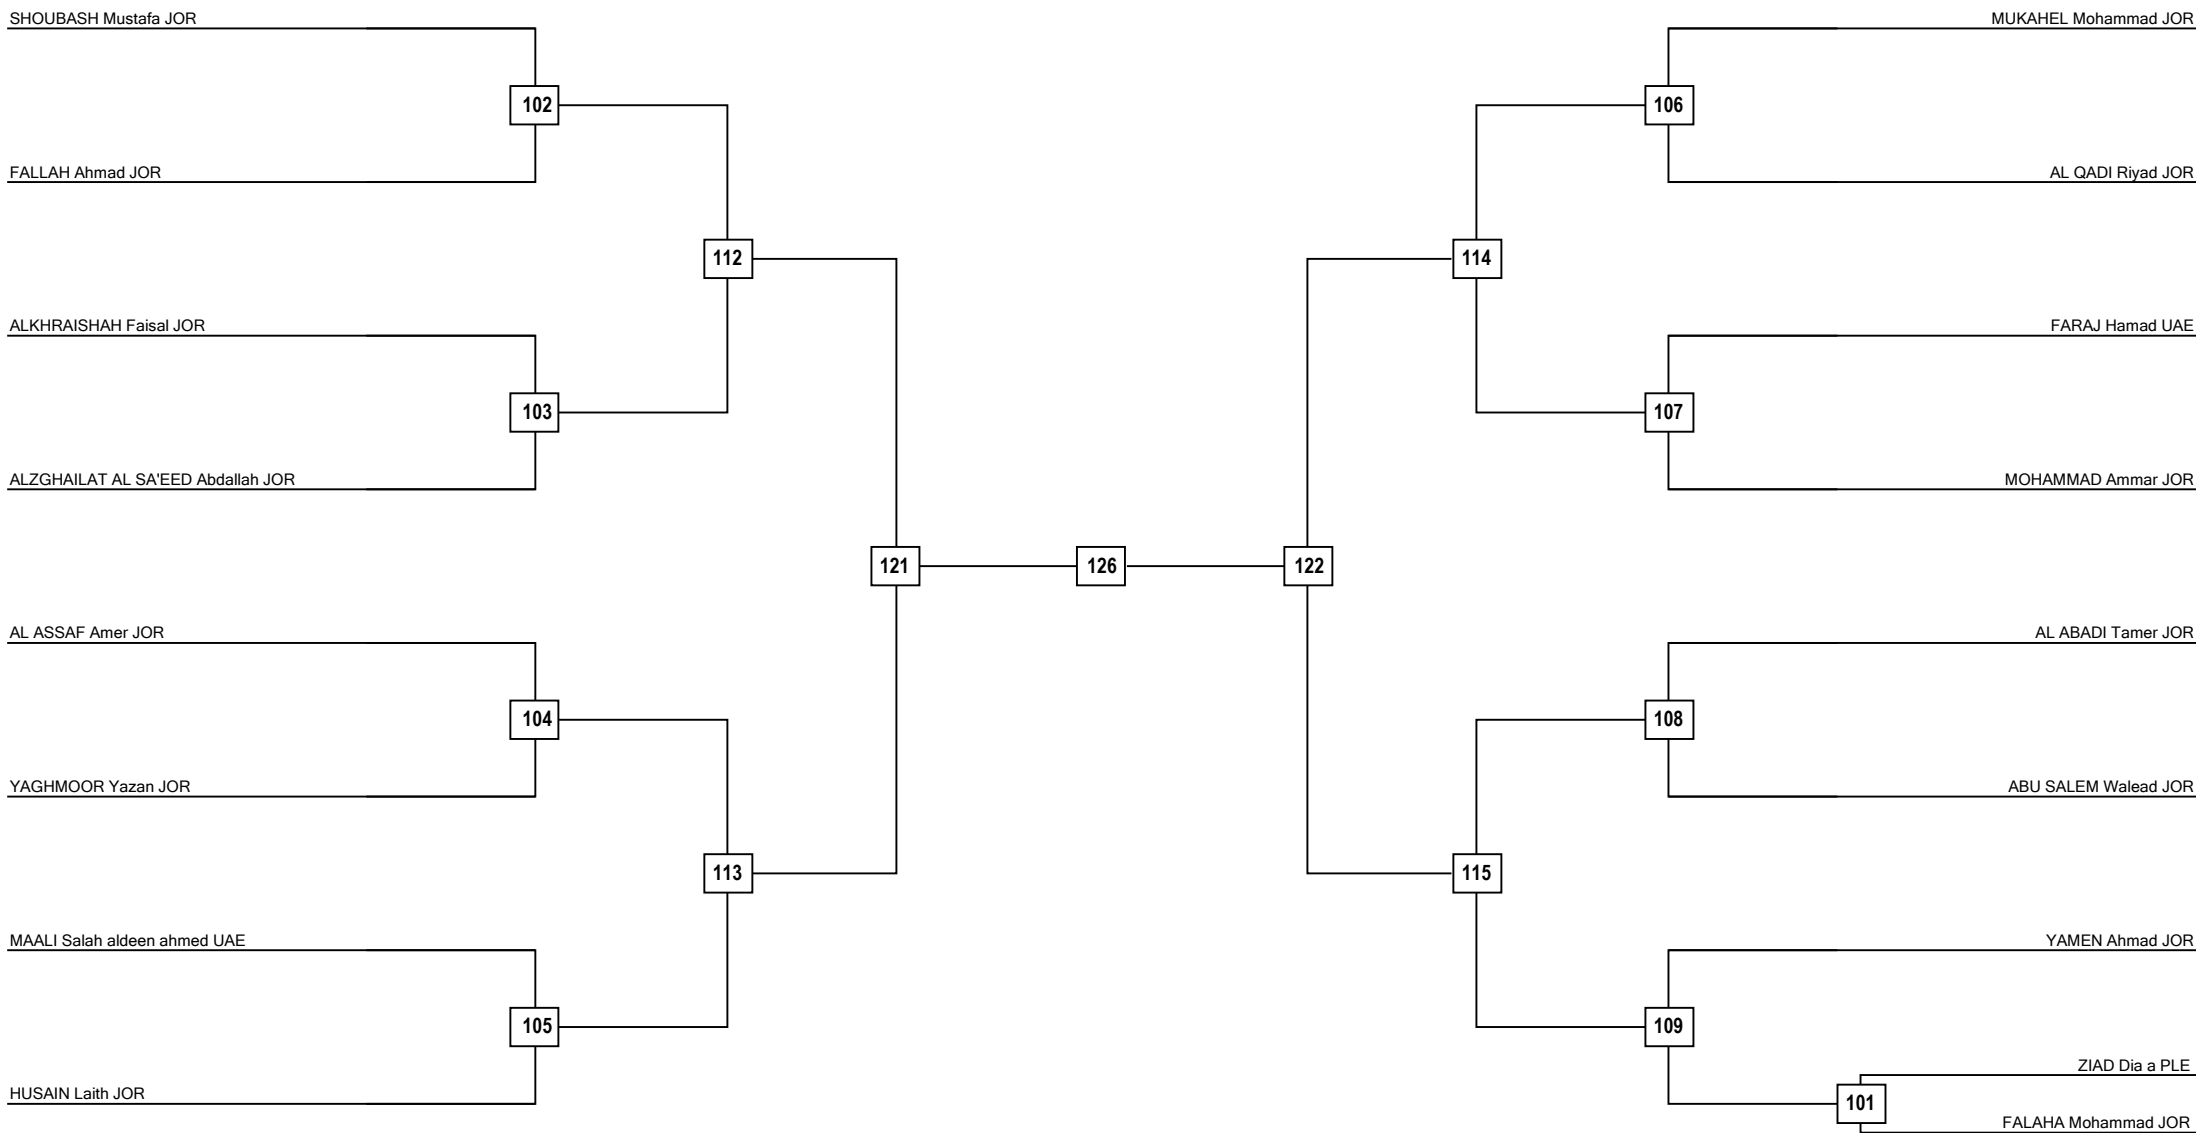 SHOUBASH Mustafa JOR
MUKAHEL Mohammad JOR
102
106
FALLAH Ahmad JOR
AL QADI Riyad JOR
112
114
ALKHRAISHAH Faisal JOR
FARAJ Hamad UAE
103
107
ALZGHAILAT AL SA'EED Abdallah JOR
MOHAMMAD Ammar JOR
121
126
122
AL ASSAF Amer JOR
AL ABADI Tamer JOR
104
108
YAGHMOOR Yazan JOR
ABU SALEM Walead JOR
113
115
MAALI Salah aldeen ahmed UAE
YAMEN Ahmad JOR
105
109
ZIAD Dia a PLE
HUSAIN Laith JOR
101
FALAHA Mohammad JOR